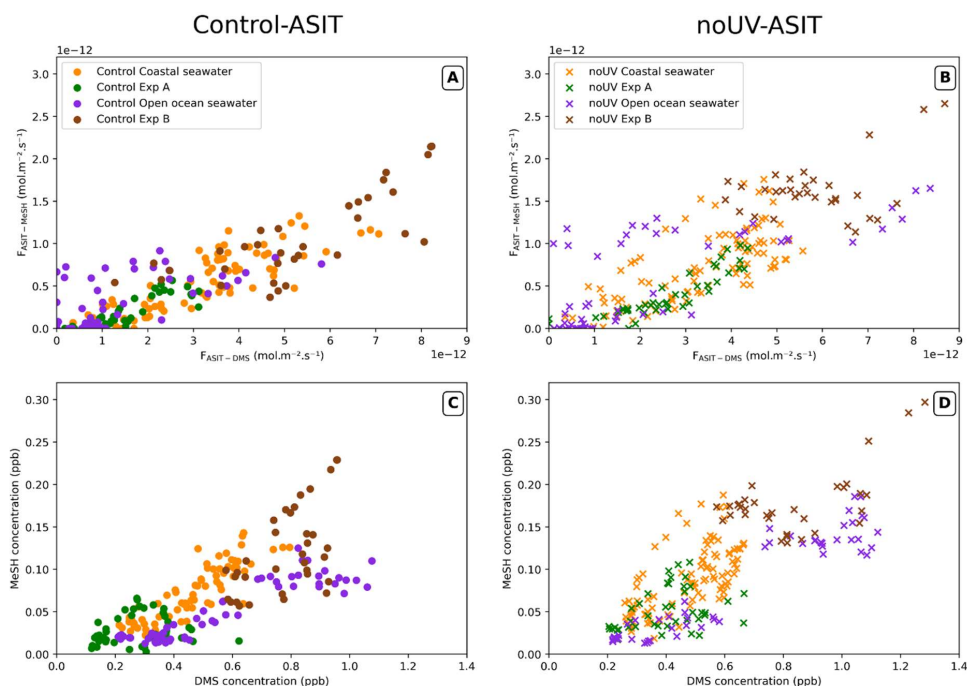 Control-ASIT
noUV-ASIT
1e−12
A
3.0
2.5
2.0
1.5
1.0
0.5
0.0
Control Coastal seawater
Control Exp A
Control Open ocean seawater
Control Exp B
F_ASIT−MeSH (mol.m⁻².s⁻¹)
0 1 2 3 4 5 6 7 8 9
F_ASIT−DMS (mol.m⁻².s⁻¹)
1e−12
1e−12
B
3.0
2.5
2.0
1.5
1.0
0.5
0.0
noUV Coastal seawater
noUV Exp A
noUV Open ocean seawater
noUV Exp B
F_ASIT−MeSH (mol.m⁻².s⁻¹)
0 1 2 3 4 5 6 7 8 9
F_ASIT−DMS (mol.m⁻².s⁻¹)
1e−12
C
0.30
0.25
0.20
0.15
0.10
0.05
0.00
MeSH concentration (ppb)
0.0 0.2 0.4 0.6 0.8 1.0 1.2 1.4
DMS concentration (ppb)
D
0.30
0.25
0.20
0.15
0.10
0.05
0.00
MeSH concentration (ppb)
0.0 0.2 0.4 0.6 0.8 1.0 1.2 1.4
DMS concentration (ppb)